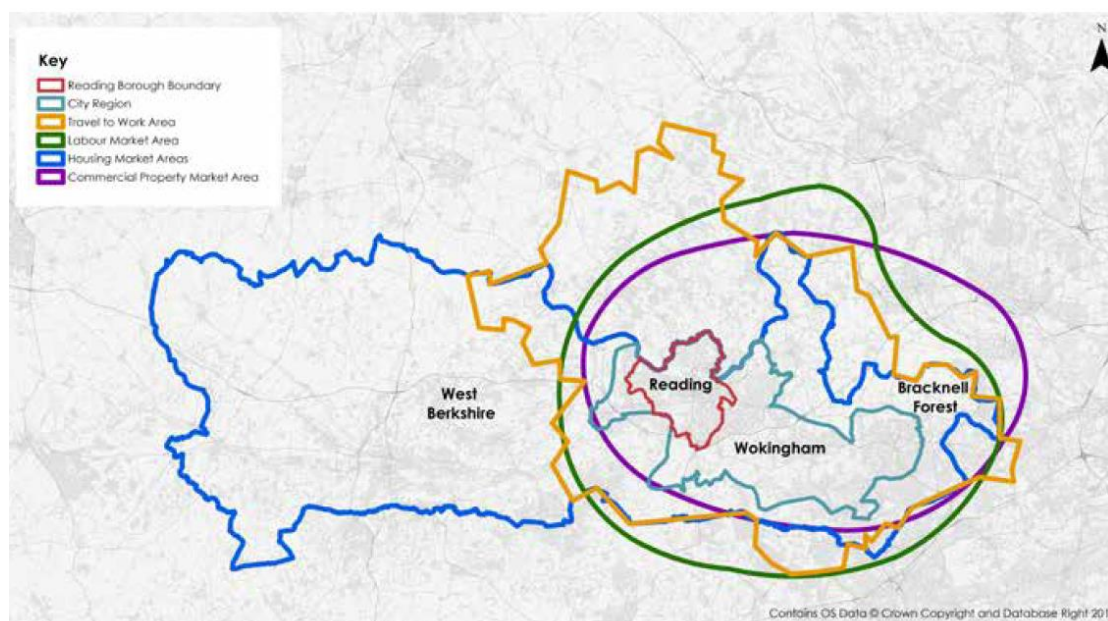 N
Key
Reading Borough Boundary
City Region
Travel to Work Area
Labour Market Area
Housing Market Areas
Commercial Property Market Area
West
Berkshire
Reading
Bracknell
Forest
Wokingham
Contains OS Data © Crown Copyright and Database Right 201